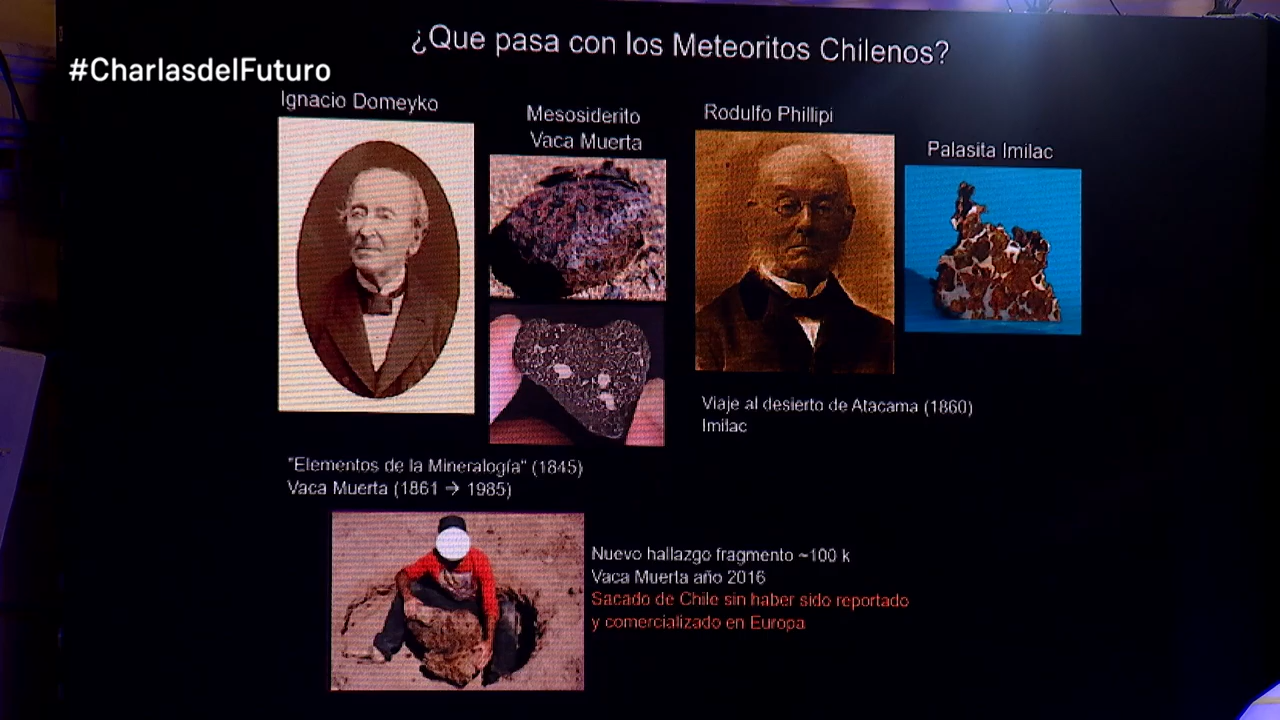 ¿Que pasa con los Meteoritos Chilenos?
#CharlasdelFuturo
Ignacio Domeyko
Mesosiderito
Vaca Muerta
Rodulfo Phillipi
Palasita Imilac
Viaje al desierto de Atacama (1860)
Imilac
"Elementos de la Mineralogía" (1845)
Vaca Muerta (1861 → 1985)
Nuevo hallazgo fragmento ~100 k
Vaca Muerta año 2016
Sacado de Chile sin haber sido reportado
y comercializado en Europa